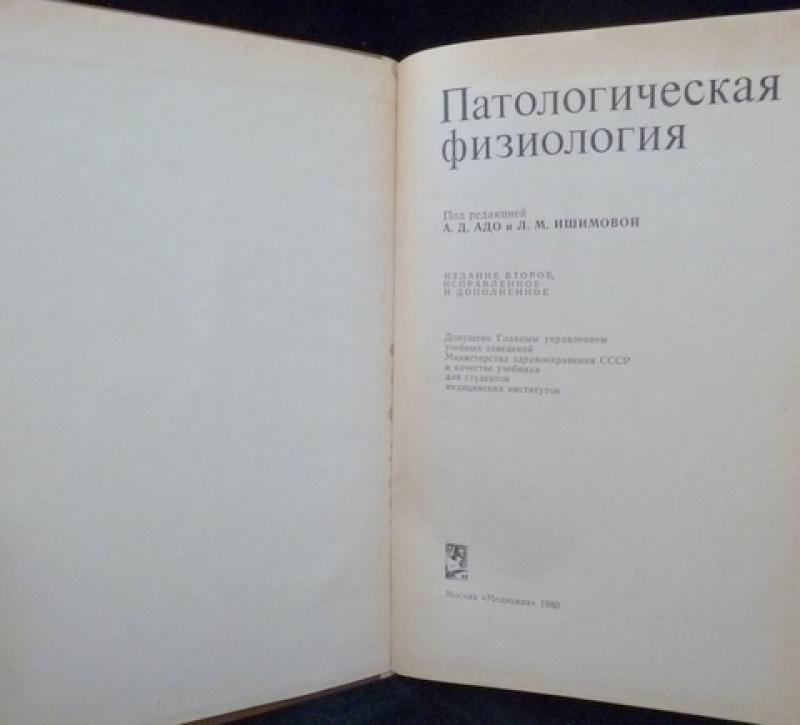 Патологическая
физиология
Под редакцией
А. Д. АДО и Л. М. ИШИМОВОЙ
ИЗДАНИЕ ВТОРОЕ,
ИСПРАВЛЕННОЕ
И ДОПОЛНЕННОЕ
Допущено Главным управлением
учебных заведений
Министерства здравоохранения СССР
в качестве учебника
для студентов
медицинских институтов
Москва «Медицина» 1980